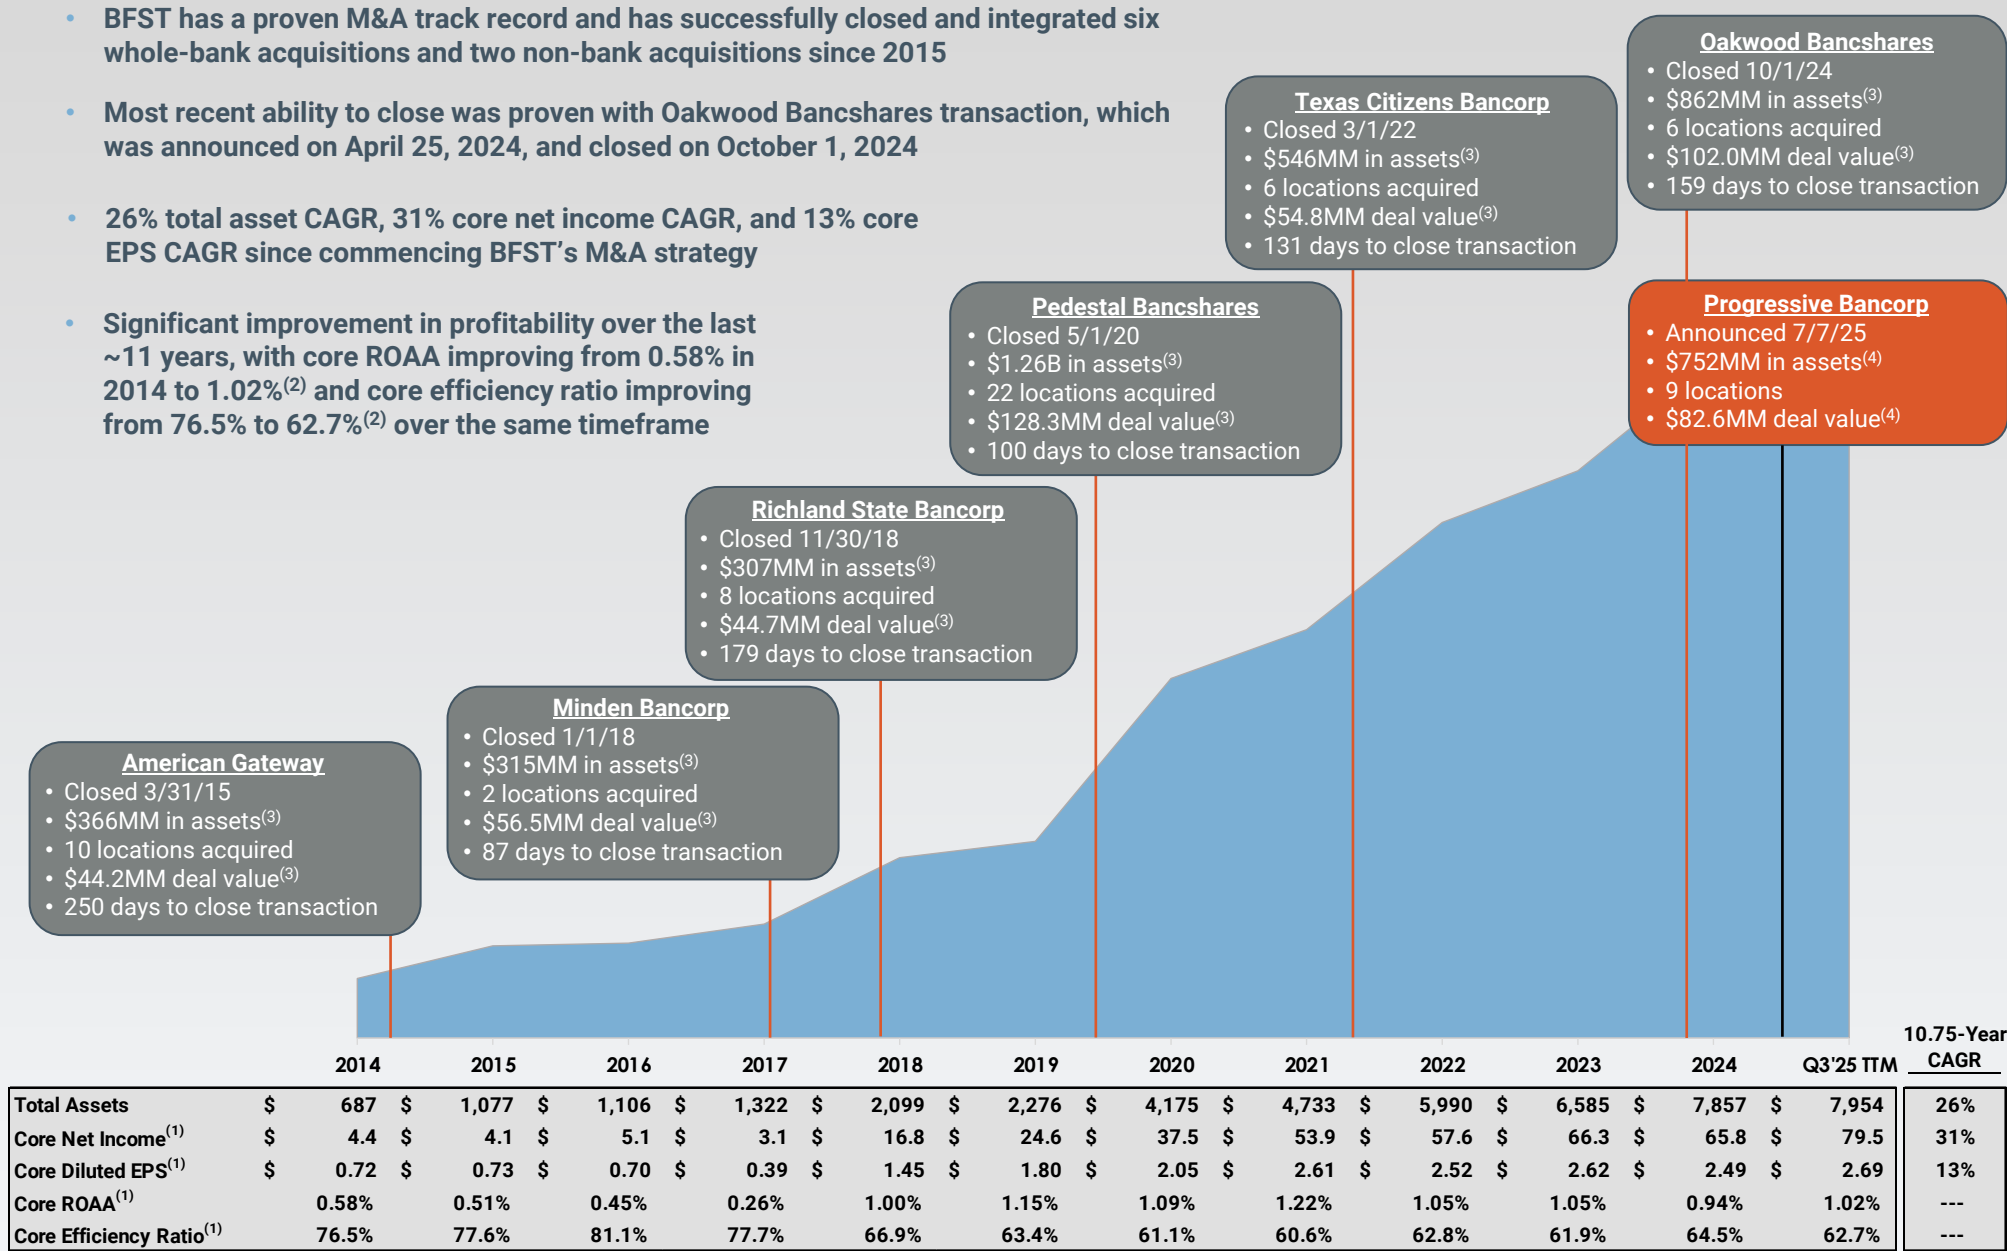 • BFST has a proven M&A track record and has successfully closed and integrated six
whole-bank acquisitions and two non-bank acquisitions since 2015
• Most recent ability to close was proven with Oakwood Bancshares transaction, which
was announced on April 25, 2024, and closed on October 1, 2024
• 26% total asset CAGR, 31% core net income CAGR, and 13% core
EPS CAGR since commencing BFST's M&A strategy
• Significant improvement in profitability over the last
~11 years, with core ROAA improving from 0.58% in
2014 to 1.02%(2) and core efficiency ratio improving
from 76.5% to 62.7%(2) over the same timeframe
American Gateway
• Closed 3/31/15
• $366MM in assets(3)
• 10 locations acquired
• $44.2MM deal value(3)
• 250 days to close transaction
Minden Bancorp
• Closed 1/1/18
• $315MM in assets(3)
• 2 locations acquired
• $56.5MM deal value(3)
• 87 days to close transaction
Richland State Bancorp
• Closed 11/30/18
• $307MM in assets(3)
• 8 locations acquired
• $44.7MM deal value(3)
• 179 days to close transaction
Pedestal Bancshares
• Closed 5/1/20
• $1.26B in assets(3)
• 22 locations acquired
• $128.3MM deal value(3)
• 100 days to close transaction
Texas Citizens Bancorp
• Closed 3/1/22
• $546MM in assets(3)
• 6 locations acquired
• $54.8MM deal value(3)
• 131 days to close transaction
Oakwood Bancshares
• Closed 10/1/24
• $862MM in assets(3)
• 6 locations acquired
• $102.0MM deal value(3)
• 159 days to close transaction
Progressive Bancorp
• Announced 7/7/25
• $752MM in assets(4)
• 9 locations
• $82.6MM deal value(4)
10.75-Year
2014 2015 2016 2017 2018 2019 2020 2021 2022 2023 2024 Q3'25 TTM CAGR
Total Assets $ 687 $ 1,077 $ 1,106 $ 1,322 $ 2,099 $ 2,276 $ 4,175 $ 4,733 $ 5,990 $ 6,585 $ 7,857 $ 7,954 26%
Core Net Income(1) $ 4.4 $ 4.1 $ 5.1 $ 3.1 $ 16.8 $ 24.6 $ 37.5 $ 53.9 $ 57.6 $ 66.3 $ 65.8 $ 79.5 31%
Core Diluted EPS(1) $ 0.72 $ 0.73 $ 0.70 $ 0.39 $ 1.45 $ 1.80 $ 2.05 $ 2.61 $ 2.52 $ 2.62 $ 2.49 $ 2.69 13%
Core ROAA(1) 0.58% 0.51% 0.45% 0.26% 1.00% 1.15% 1.09% 1.22% 1.05% 1.05% 0.94% 1.02% ---
Core Efficiency Ratio(1) 76.5% 77.6% 81.1% 77.7% 66.9% 63.4% 61.1% 60.6% 62.8% 61.9% 64.5% 62.7% ---